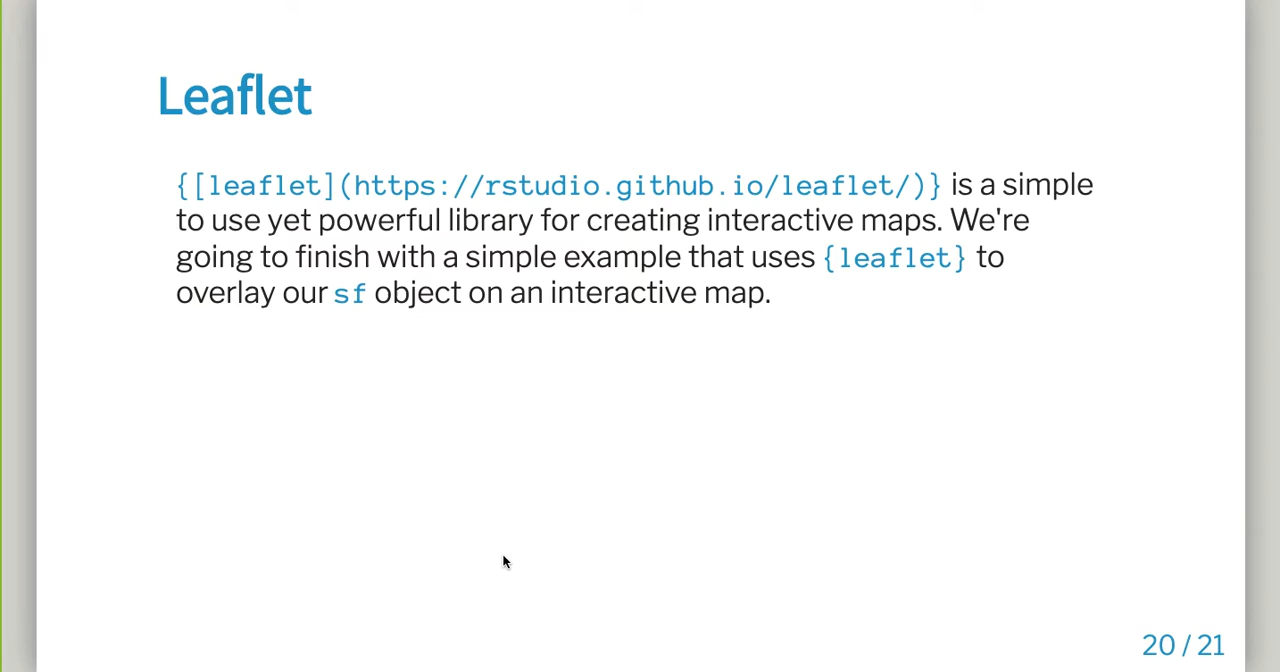 Leaflet
{[leaflet](https://rstudio.github.io/leaflet/)} is a simple
to use yet powerful library for creating interactive maps. We're
going to finish with a simple example that uses {leaflet} to
overlay our sf object on an interactive map.
20 / 21